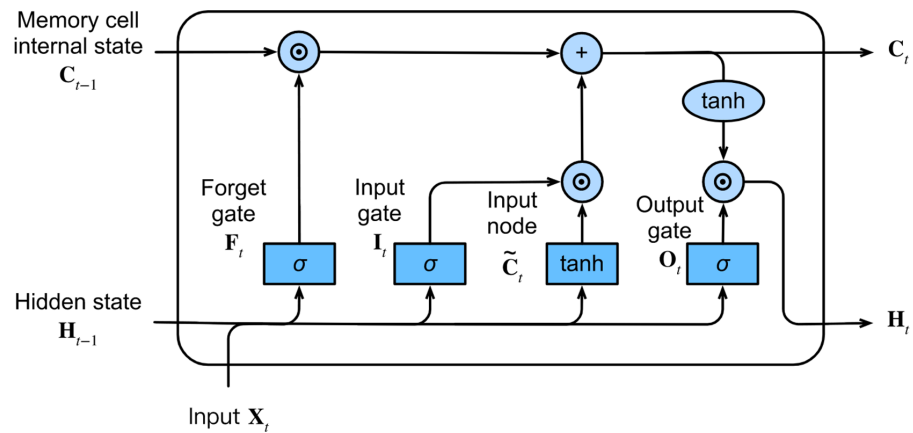 Memory cell
internal state
C_{t−1}
C_t
+
tanh
Forget
gate
F_t
Input
gate
I_t
Input
node
C̃_t
Output
gate
O_t
σ
σ
tanh
σ
Hidden state
H_{t−1}
H_t
Input X_t